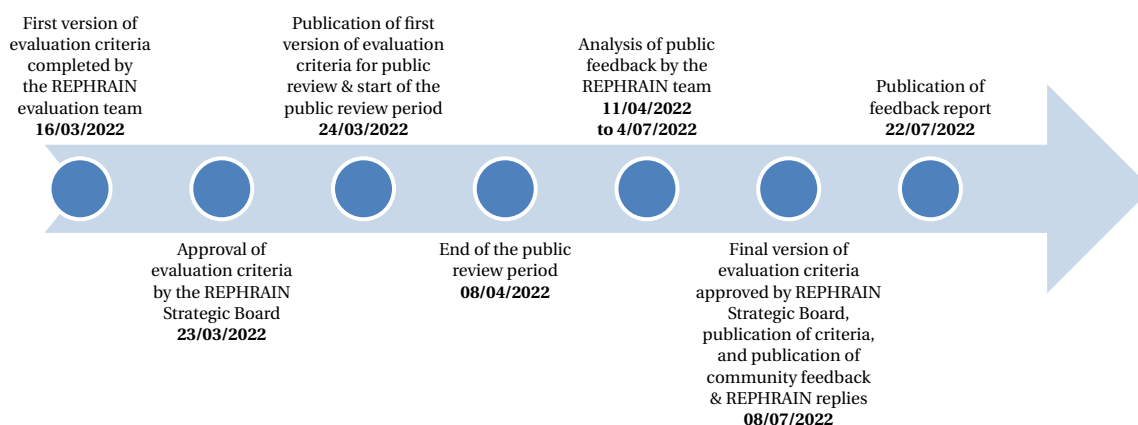 First version of
evaluation criteria
completed by
the REPHRAIN
evaluation team
16/03/2022
Approval of
evaluation criteria
by the REPHRAIN
Strategic Board
23/03/2022
Publication of first
version of evaluation
criteria for public
review & start of the
public review period
24/03/2022
End of the public
review period
08/04/2022
Analysis of public
feedback by the
REPHRAIN team
11/04/2022
to 4/07/2022
Final version of
evaluation criteria
approved by REPHRAIN
Strategic Board,
publication of criteria,
and publication of
community feedback
& REPHRAIN replies
08/07/2022
Publication of
feedback report
22/07/2022